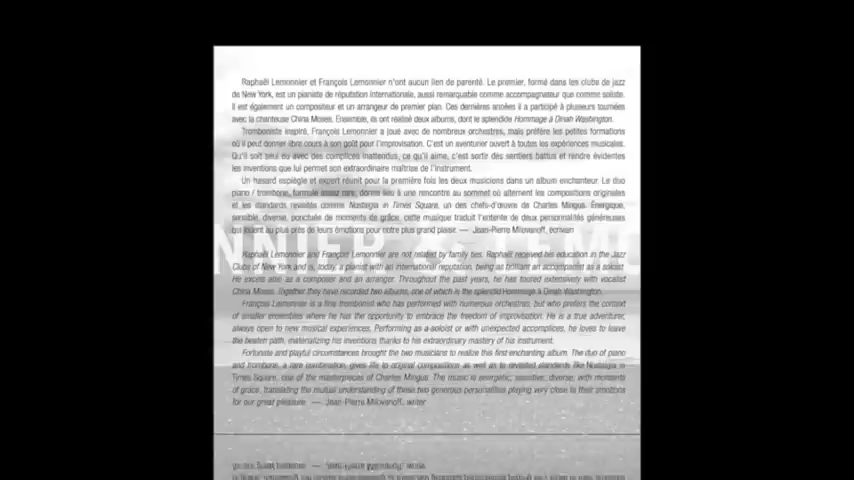 Raphaël Lemonnier et François Lemonnier n'ont aucun lien de parenté. Le premier, formé dans les clubs de jazz
de New York, est un pianiste de réputation internationale, aussi remarquable comme accompagnateur que comme soliste.
Il est également un compositeur et un arrangeur de premier plan. Ces dernières années il a participé à plusieurs tournées
avec la chanteuse China Moses. Ensemble, ils ont réalisé deux albums, dont le splendide Hommage à Dinah Washington.
Tromboniste inspiré, François Lemonnier a joué avec de nombreux orchestres, mais préfère les petites formations
où il peut donner libre cours à son goût pour l'improvisation. C'est un aventurier ouvert à toutes les expériences musicales.
Qu'il soit seul ou avec des complices inattendus, ce qu'il aime, c'est sortir des sentiers battus et rendre évidentes
les inventions que lui permet son extraordinaire maîtrise de l'instrument.
Un hasard espiègle et expert réunit pour la première fois les deux musiciens dans un album enchanteur. Le duo
piano / trombone, formule assez rare, donne lieu à une rencontre au sommet où alternent les compositions originales
et les standards revisités comme Nostalgia in Times Square, un des chefs-d'œuvre de Charles Mingus. Énergique,
sensible, diverse, ponctuée de moments de grâce, cette musique traduit l'entente de deux personnalités généreuses
qui jouent au plus près de leurs émotions pour notre plus grand plaisir. — Jean-Pierre Milovanoff, écrivain
NNIER & LEMO
Raphaël Lemonnier and François Lemonnier are not related by family ties. Raphaël received his education in the Jazz
Clubs of New York and is, today, a pianist with an international reputation, being as brilliant an accompanist as a soloist.
He excels also as a composer and an arranger. Throughout the past years, he has toured extensively with vocalist
China Moses. Together they have recorded two albums, one of which is the splendid Hommage à Dinah Washington.
François Lemonnier is a fine trombonist who has performed with numerous orchestras, but who prefers the context
of smaller ensembles where he has the opportunity to embrace the freedom of improvisation. He is a true adventurer,
always open to new musical experiences. Performing as a soloist or with unexpected accomplices, he loves to leave
the beaten path, materializing his inventions thanks to his extraordinary mastery of his instrument.
Fortunate and playful circumstances brought the two musicians to realize this first enchanting album. The duo of piano
and trombone, a rare combination, gives life to original compositions as well as to revisited standards like Nostalgia in
Times Square, one of the masterpieces of Charles Mingus. The music is energetic, sensitive, diverse, with moments
of grace, translating the mutual understanding of these two generous personalities playing very close to their emotions
for our great pleasure. — Jean-Pierre Milovanoff, writer